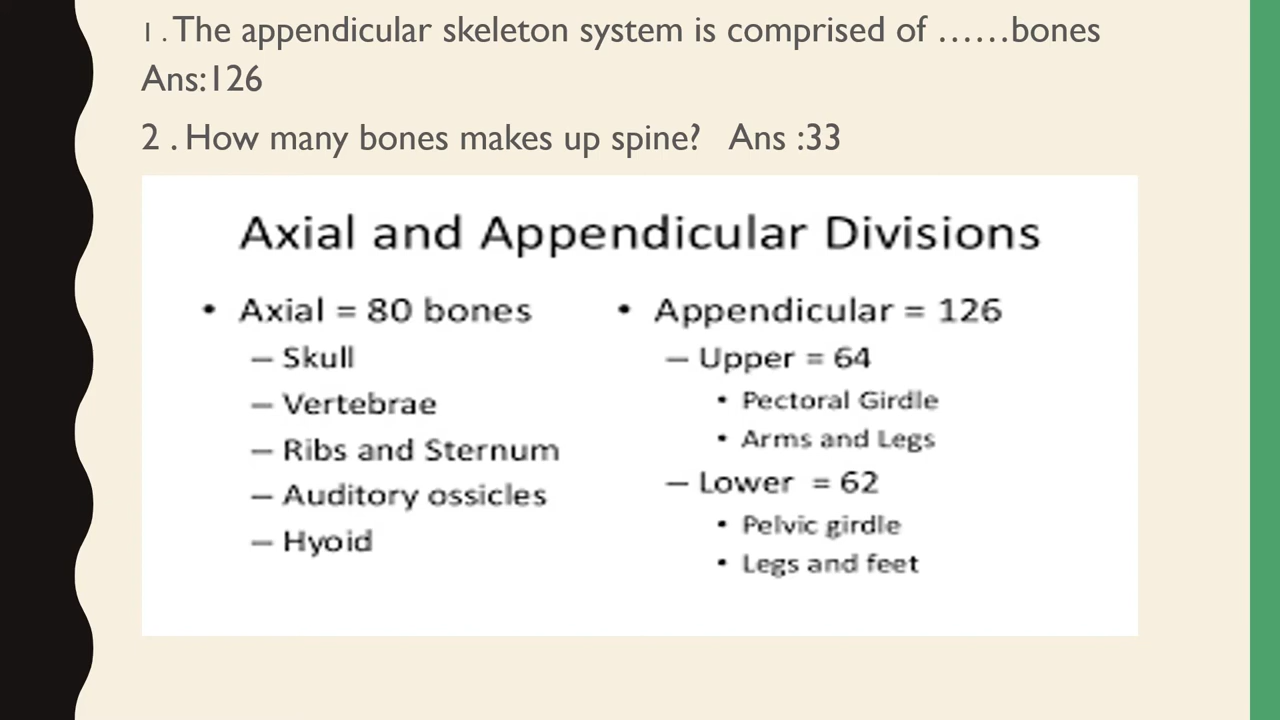 1 . The appendicular skeleton system is comprised of ……bones
Ans:126
2 . How many bones makes up spine? Ans :33
Axial and Appendicular Divisions
• Axial = 80 bones
– Skull
– Vertebrae
– Ribs and Sternum
– Auditory ossicles
– Hyoid
• Appendicular = 126
– Upper = 64
• Pectoral Girdle
• Arms and Legs
– Lower = 62
• Pelvic girdle
• Legs and feet